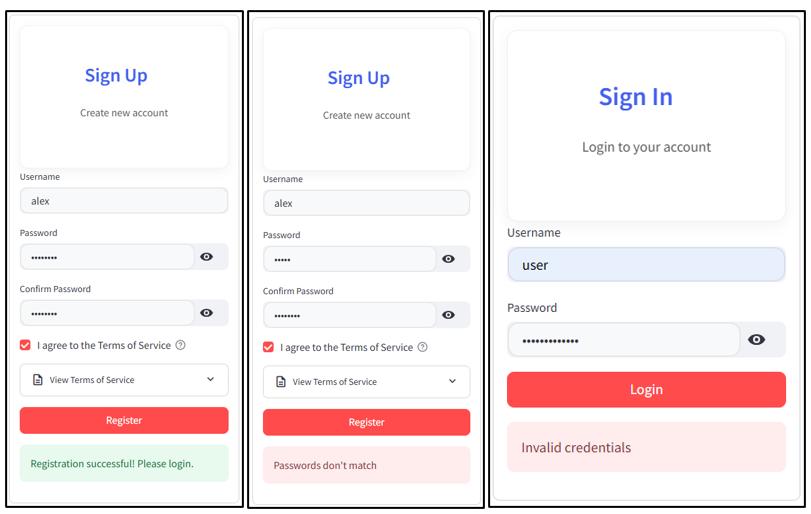 Sign Up
Create new account
Username
alex
Password
••••••••
Confirm Password
••••••••
I agree to the Terms of Service ?
View Terms of Service
Register
Registration successful! Please login.
Sign Up
Create new account
Username
alex
Password
•••••
Confirm Password
••••••••
I agree to the Terms of Service ?
View Terms of Service
Register
Passwords don't match
Sign In
Login to your account
Username
user
Password
•••••••••••••
Login
Invalid credentials